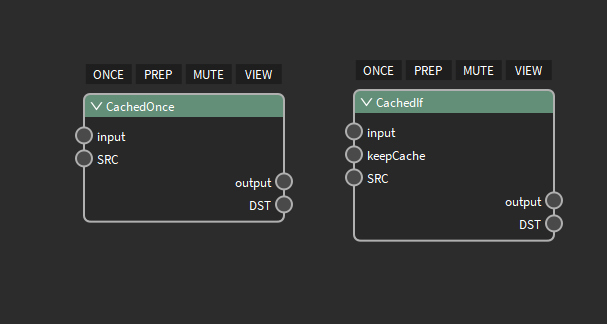 ONCE PREP MUTE VIEW
CachedOnce
input
SRC
output
DST
ONCE PREP MUTE VIEW
CachedIf
input
keepCache
SRC
output
DST